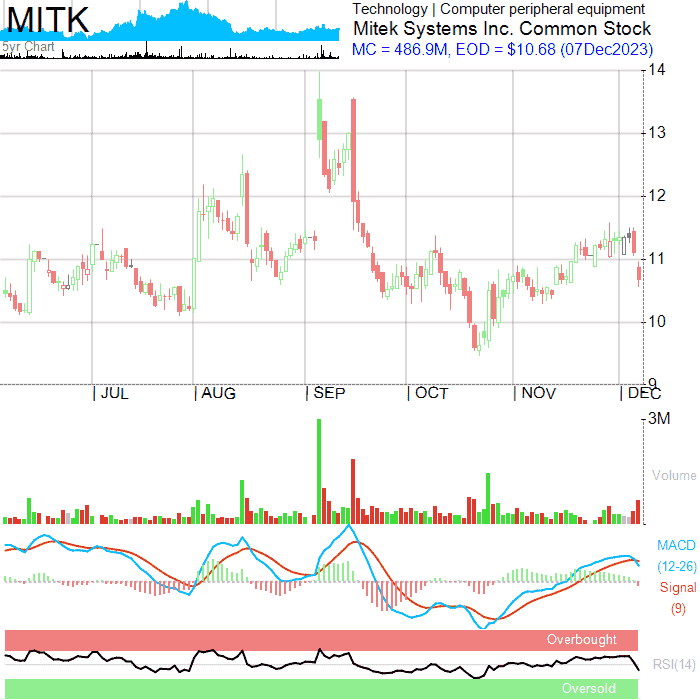 MITK
5yr Chart
Technology | Computer peripheral equipment
Mitek Systems Inc. Common Stock
MC = 486.9M, EOD = $10.68 (07Dec2023)
14
13
12
11
10
9
JUL
AUG
SEP
OCT
NOV
DEC
3M
Volume
MACD
(12-26)
Signal
(9)
Overbought
RSI(14)
Oversold